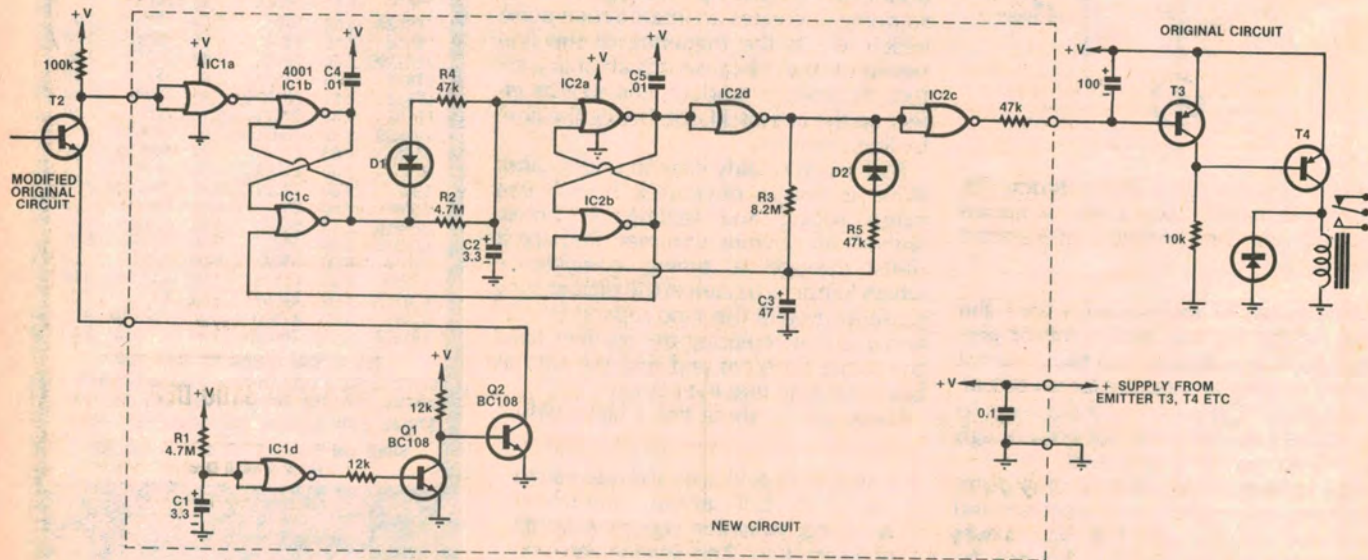 +V
100k
T2
MODIFIED
ORIGINAL
CIRCUIT
+V
IC1a
+V
4001
IC1b
C4
.01
IC1c
D1
R4
47k
R2
4.7M
C2
3.3
+
-
+V
IC2a
+V
C5
.01
IC2b
IC2d
R3
8.2M
D2
R5
47k
C3
47
+
-
IC2c
47k
ORIGINAL CIRCUIT
+V
100
+
-
T3
T4
10k
+V
R1
4.7M
C1
3.3
+
-
IC1d
12k
+V
12k
Q1
BC108
Q2
BC108
+V
0.1
+ SUPPLY FROM
EMITTER T3, T4 ETC
NEW CIRCUIT